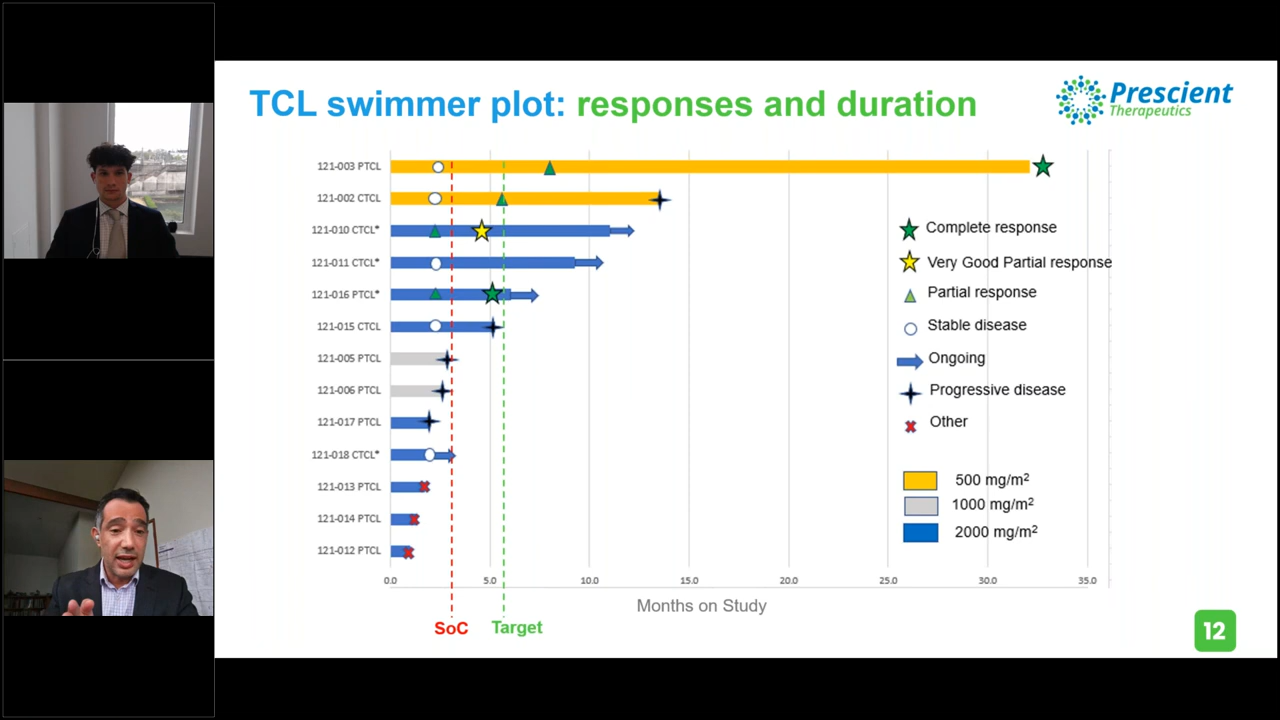 TCL swimmer plot: responses and duration
Prescient
Therapeutics
121-003 PTCL
121-002 CTCL
121-010 CTCL*
121-011 CTCL*
121-016 PTCL*
121-015 CTCL
121-005 PTCL
121-006 PTCL
121-017 PTCL
121-018 CTCL*
121-013 PTCL
121-014 PTCL
121-012 PTCL
Complete response
Very Good Partial response
Partial response
Stable disease
Ongoing
Progressive disease
Other
500 mg/m²
1000 mg/m²
2000 mg/m²
0.0 5.0 10.0 15.0 20.0 25.0 30.0 35.0
Months on Study
SoC Target
12